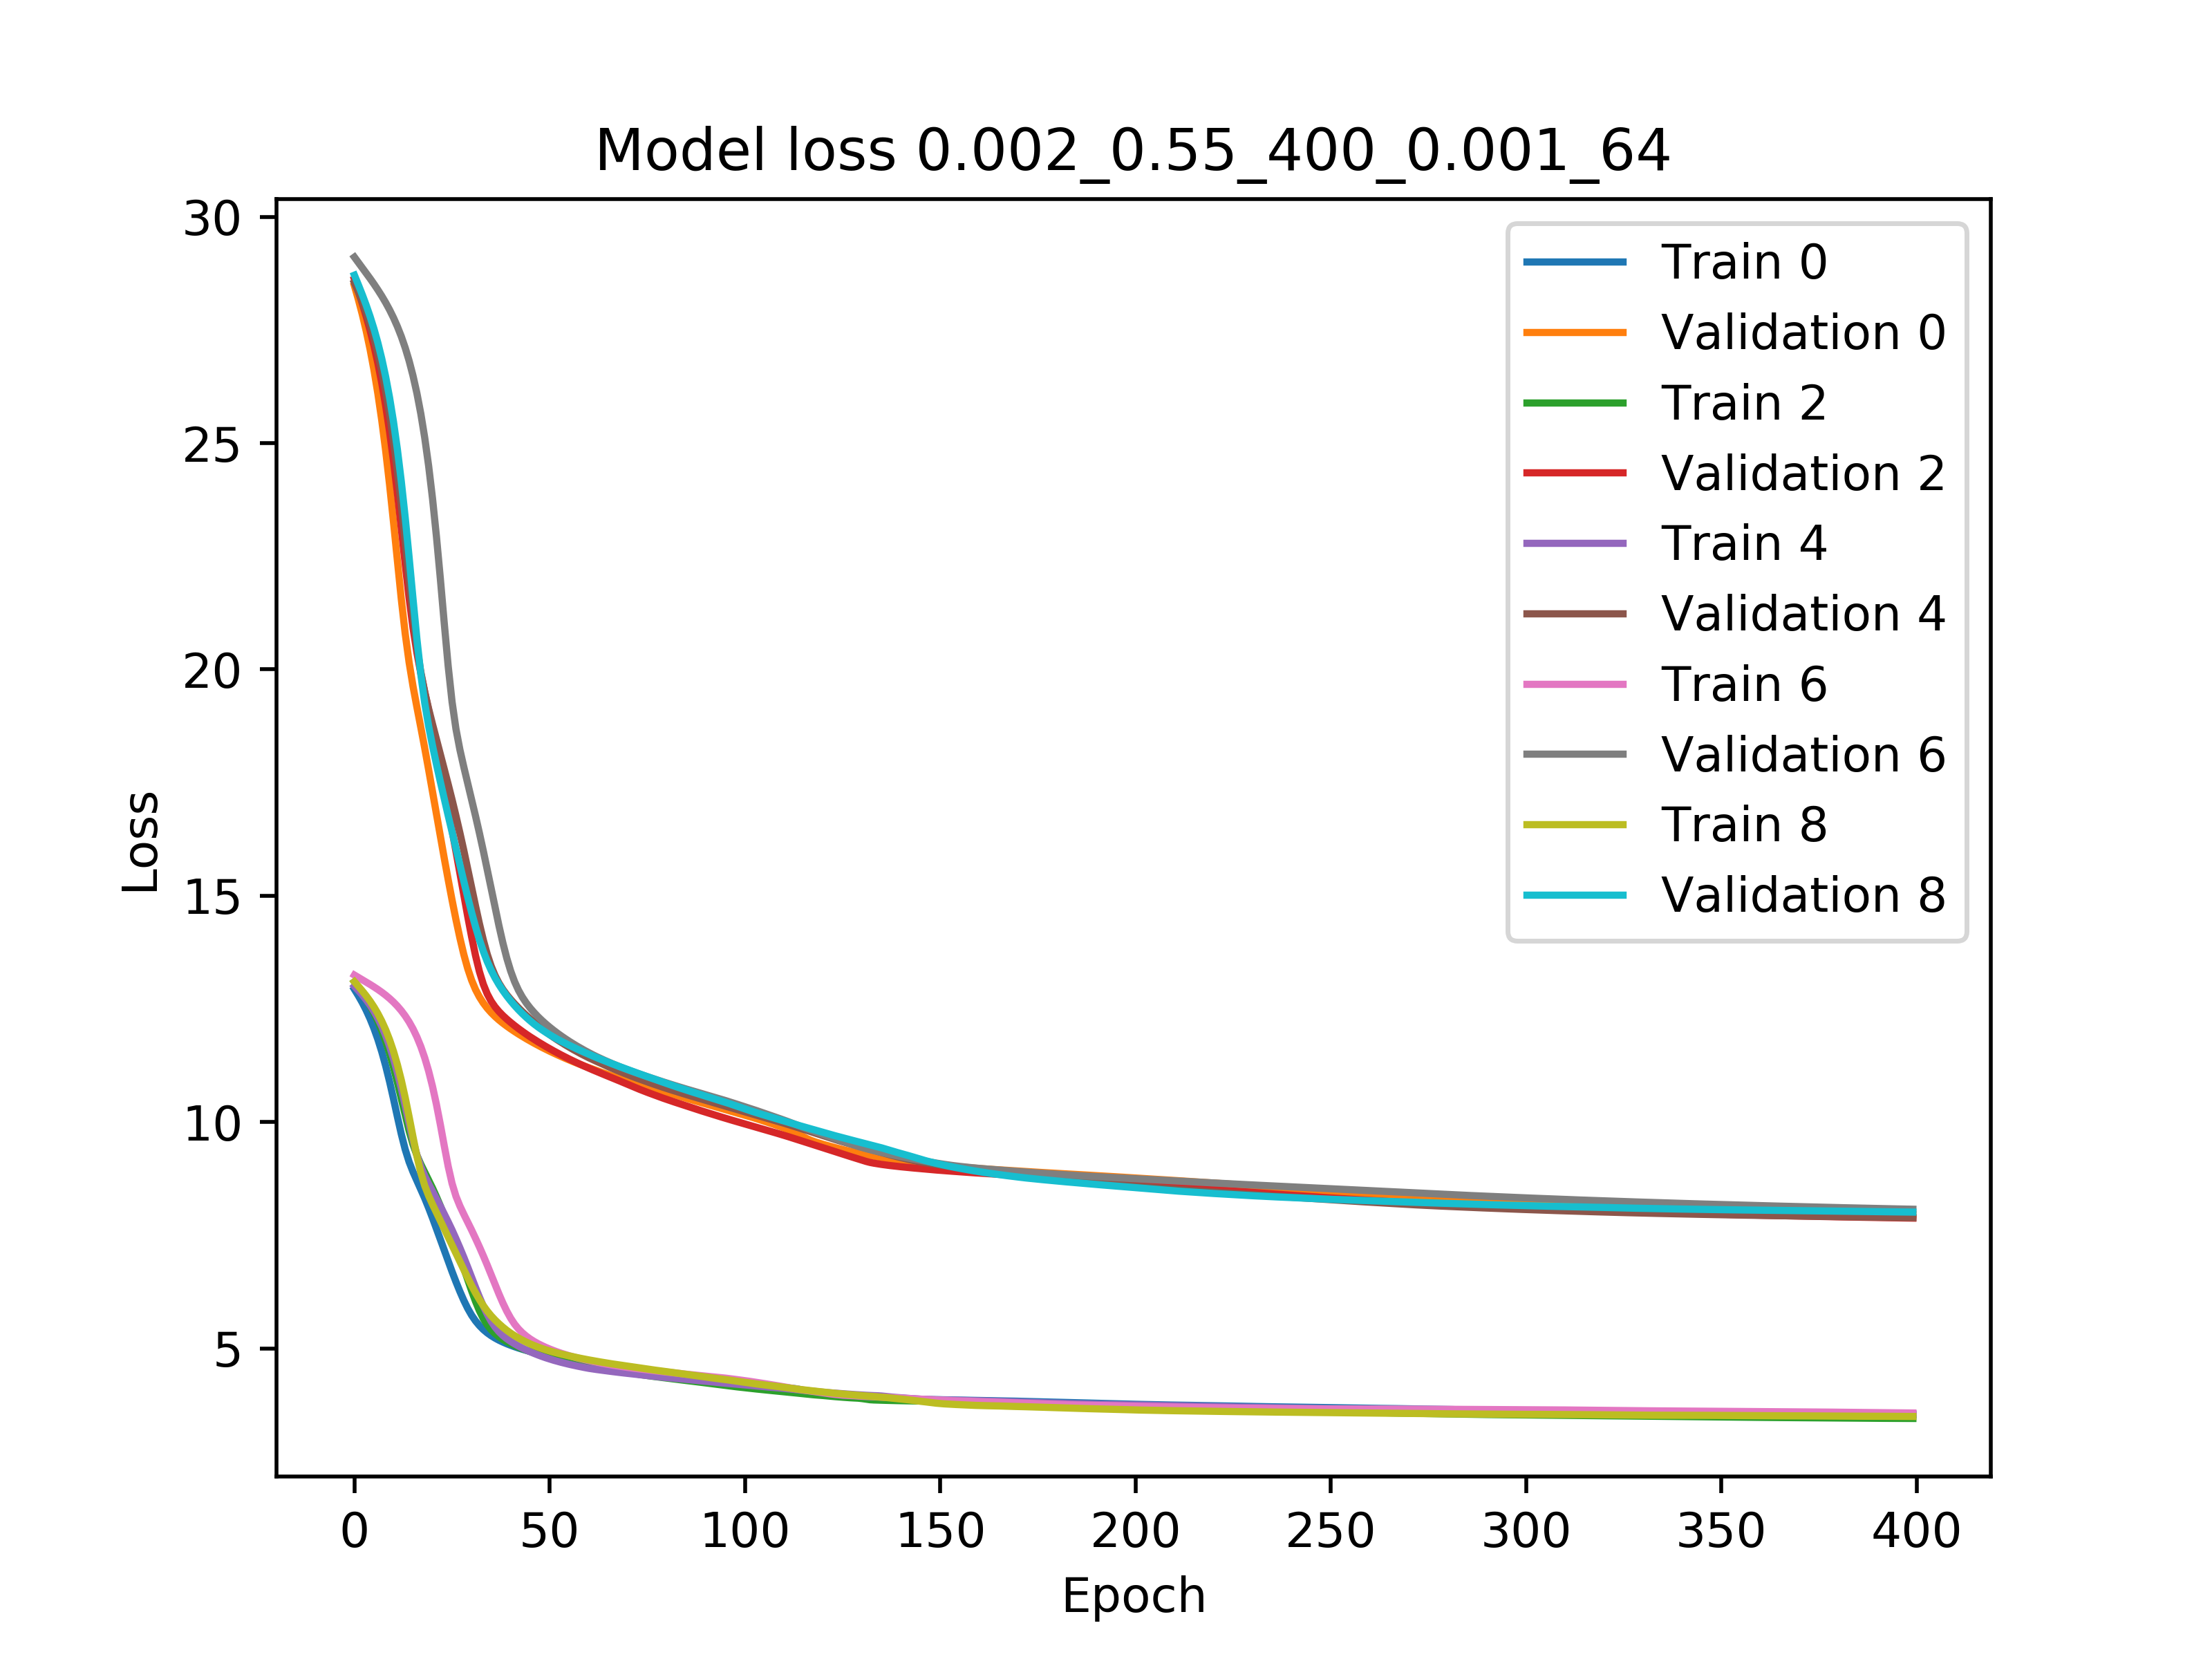 Model loss 0.002_0.55_400_0.001_64
30
25
20
15
10
5
Loss
Train 0
Validation 0
Train 2
Validation 2
Train 4
Validation 4
Train 6
Validation 6
Train 8
Validation 8
0 50 100 150 200 250 300 350 400
Epoch